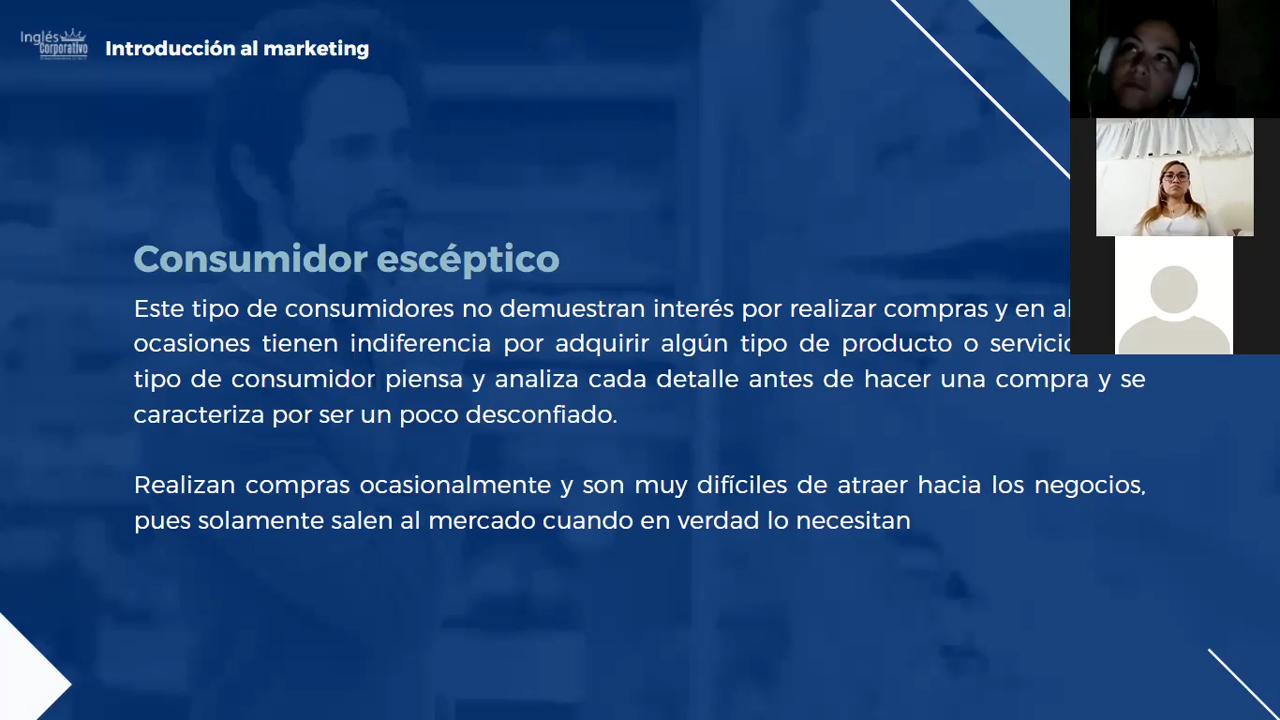 Inglés
Corporativo
Introducción al marketing
Consumidor escéptico
Este tipo de consumidores no demuestran interés por realizar compras y en
ocasiones tienen indiferencia por adquirir algún tipo de producto o
tipo de consumidor piensa y analiza cada detalle antes de hacer una compra y se
caracteriza por ser un poco desconfiado.
Realizan compras ocasionalmente y son muy difíciles de atraer hacia los negocios,
pues solamente salen al mercado cuando en verdad lo necesitan